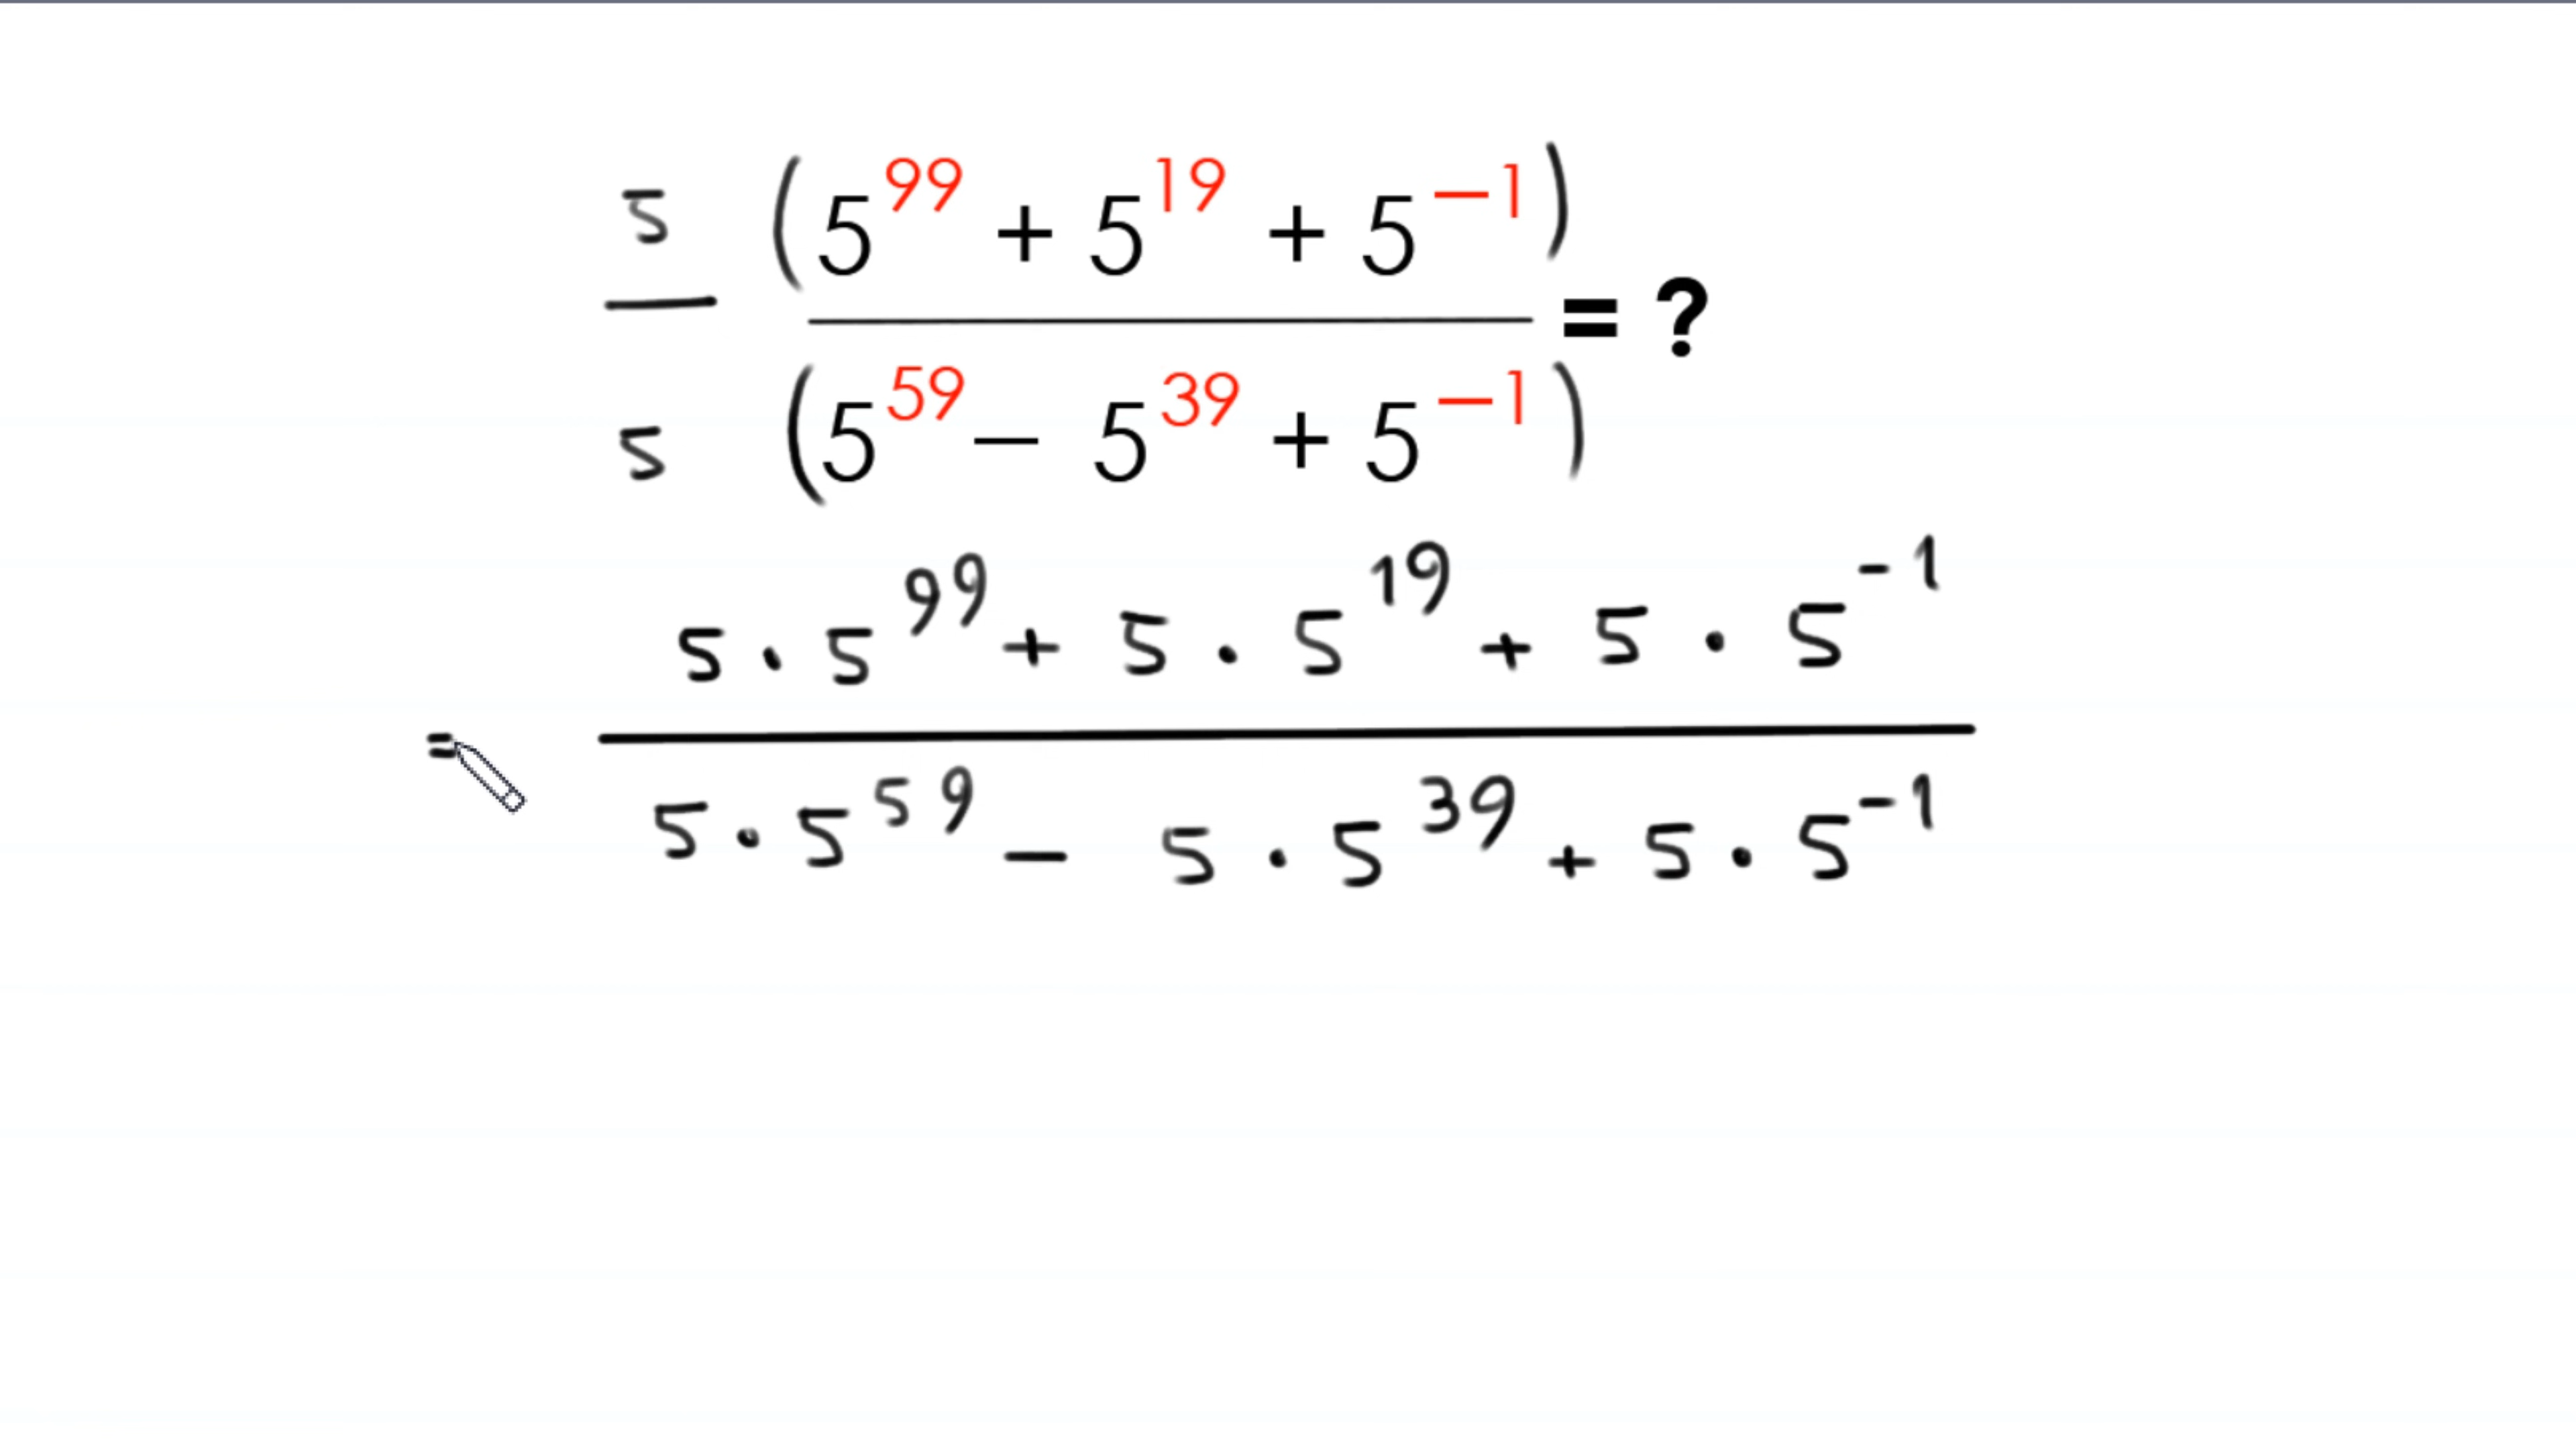 5 (5^99 + 5^19 + 5^−1)
= ?
5 (5^59 − 5^39 + 5^−1)
5 · 5^99 + 5 · 5^19 + 5 · 5^-1
=
5 · 5^59 − 5 · 5^39 + 5 · 5^-1